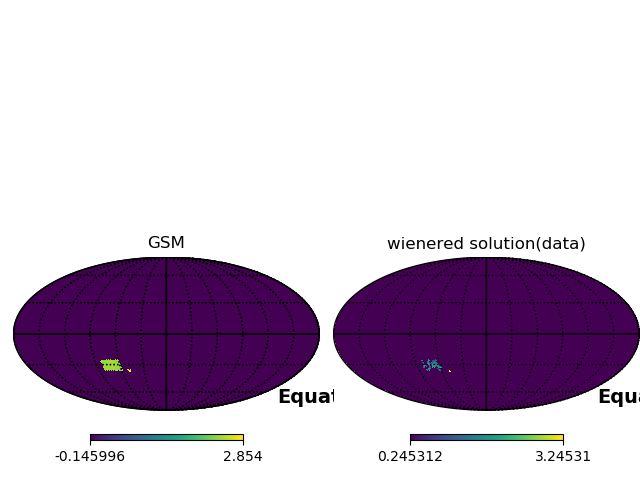 GSM
wienered solution(data)
Equat
Equa
-0.145996
2.854
0.245312
3.24531